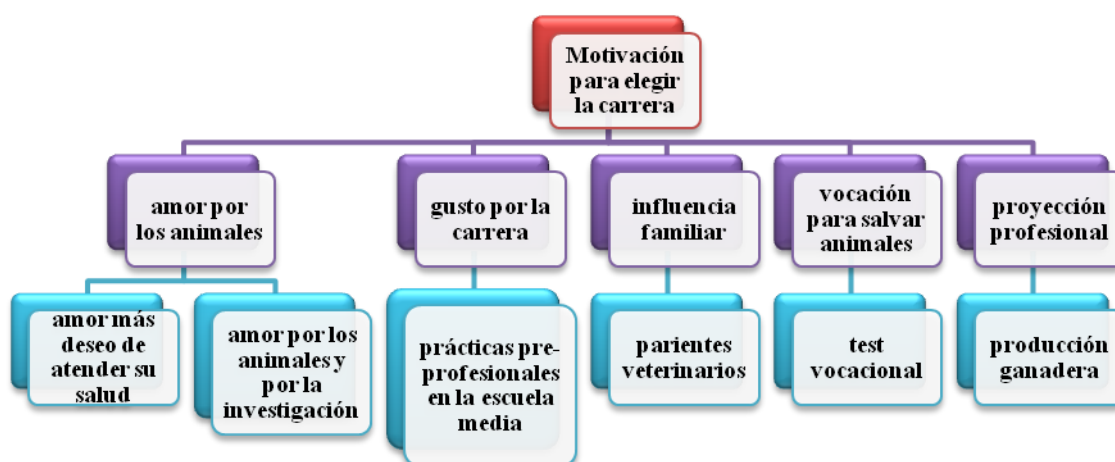 Motivación
para elegir
la carrera
amor por
los animales
gusto por la
carrera
influencia
familiar
vocación
para salvar
animales
proyección
profesional
amor más
deseo de
atender su
salud
amor por los
animales y
por la
investigación
prácticas pre-
profesionales
en la escuela
media
parientes
veterinarios
test
vocacional
producción
ganadera